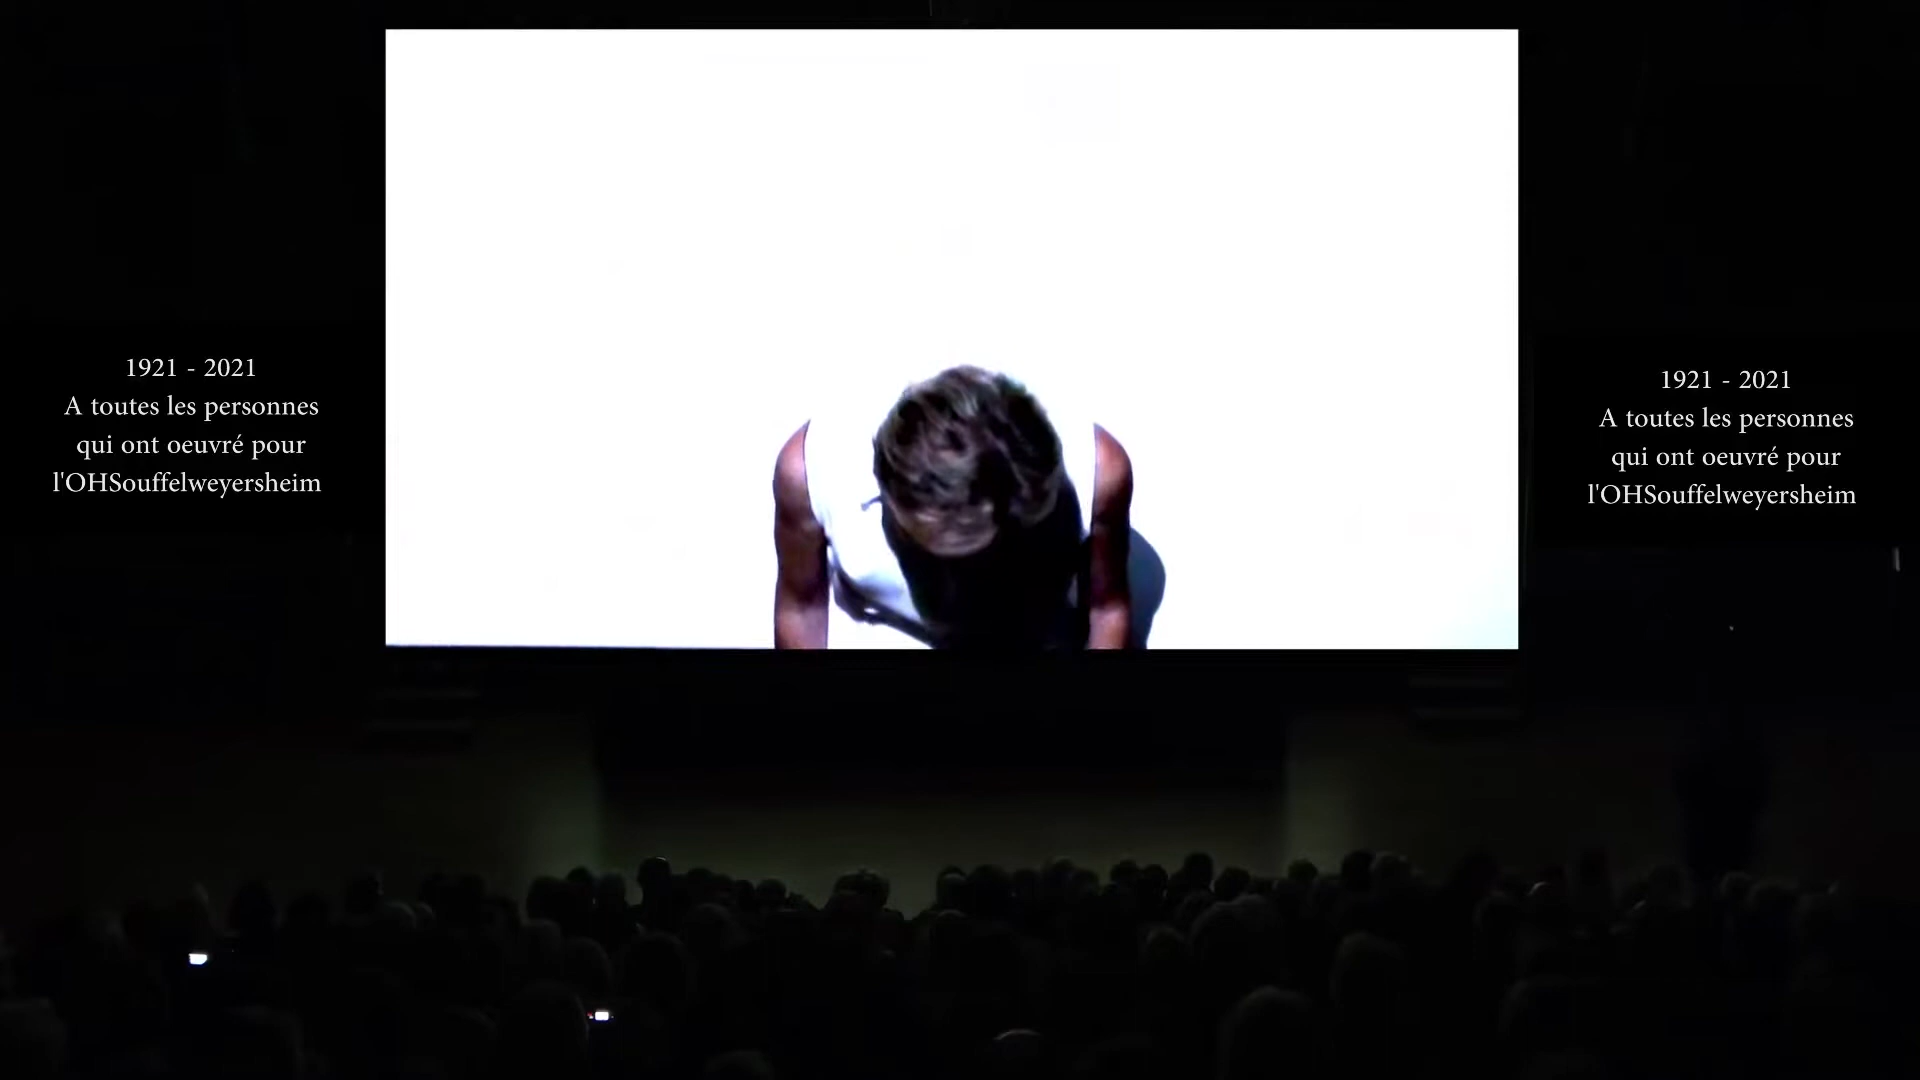 1921 - 2021
A toutes les personnes
qui ont oeuvré pour
l'OHSouffelweyersheim
1921 - 2021
A toutes les personnes
qui ont oeuvré pour
l'OHSouffelweyersheim